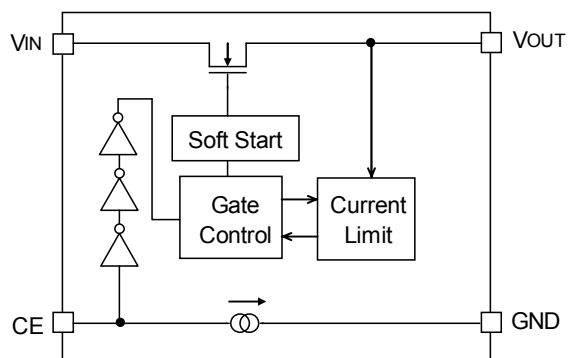 VIN
VOUT
Soft Start
Gate
Control
Current
Limit
CE
GND